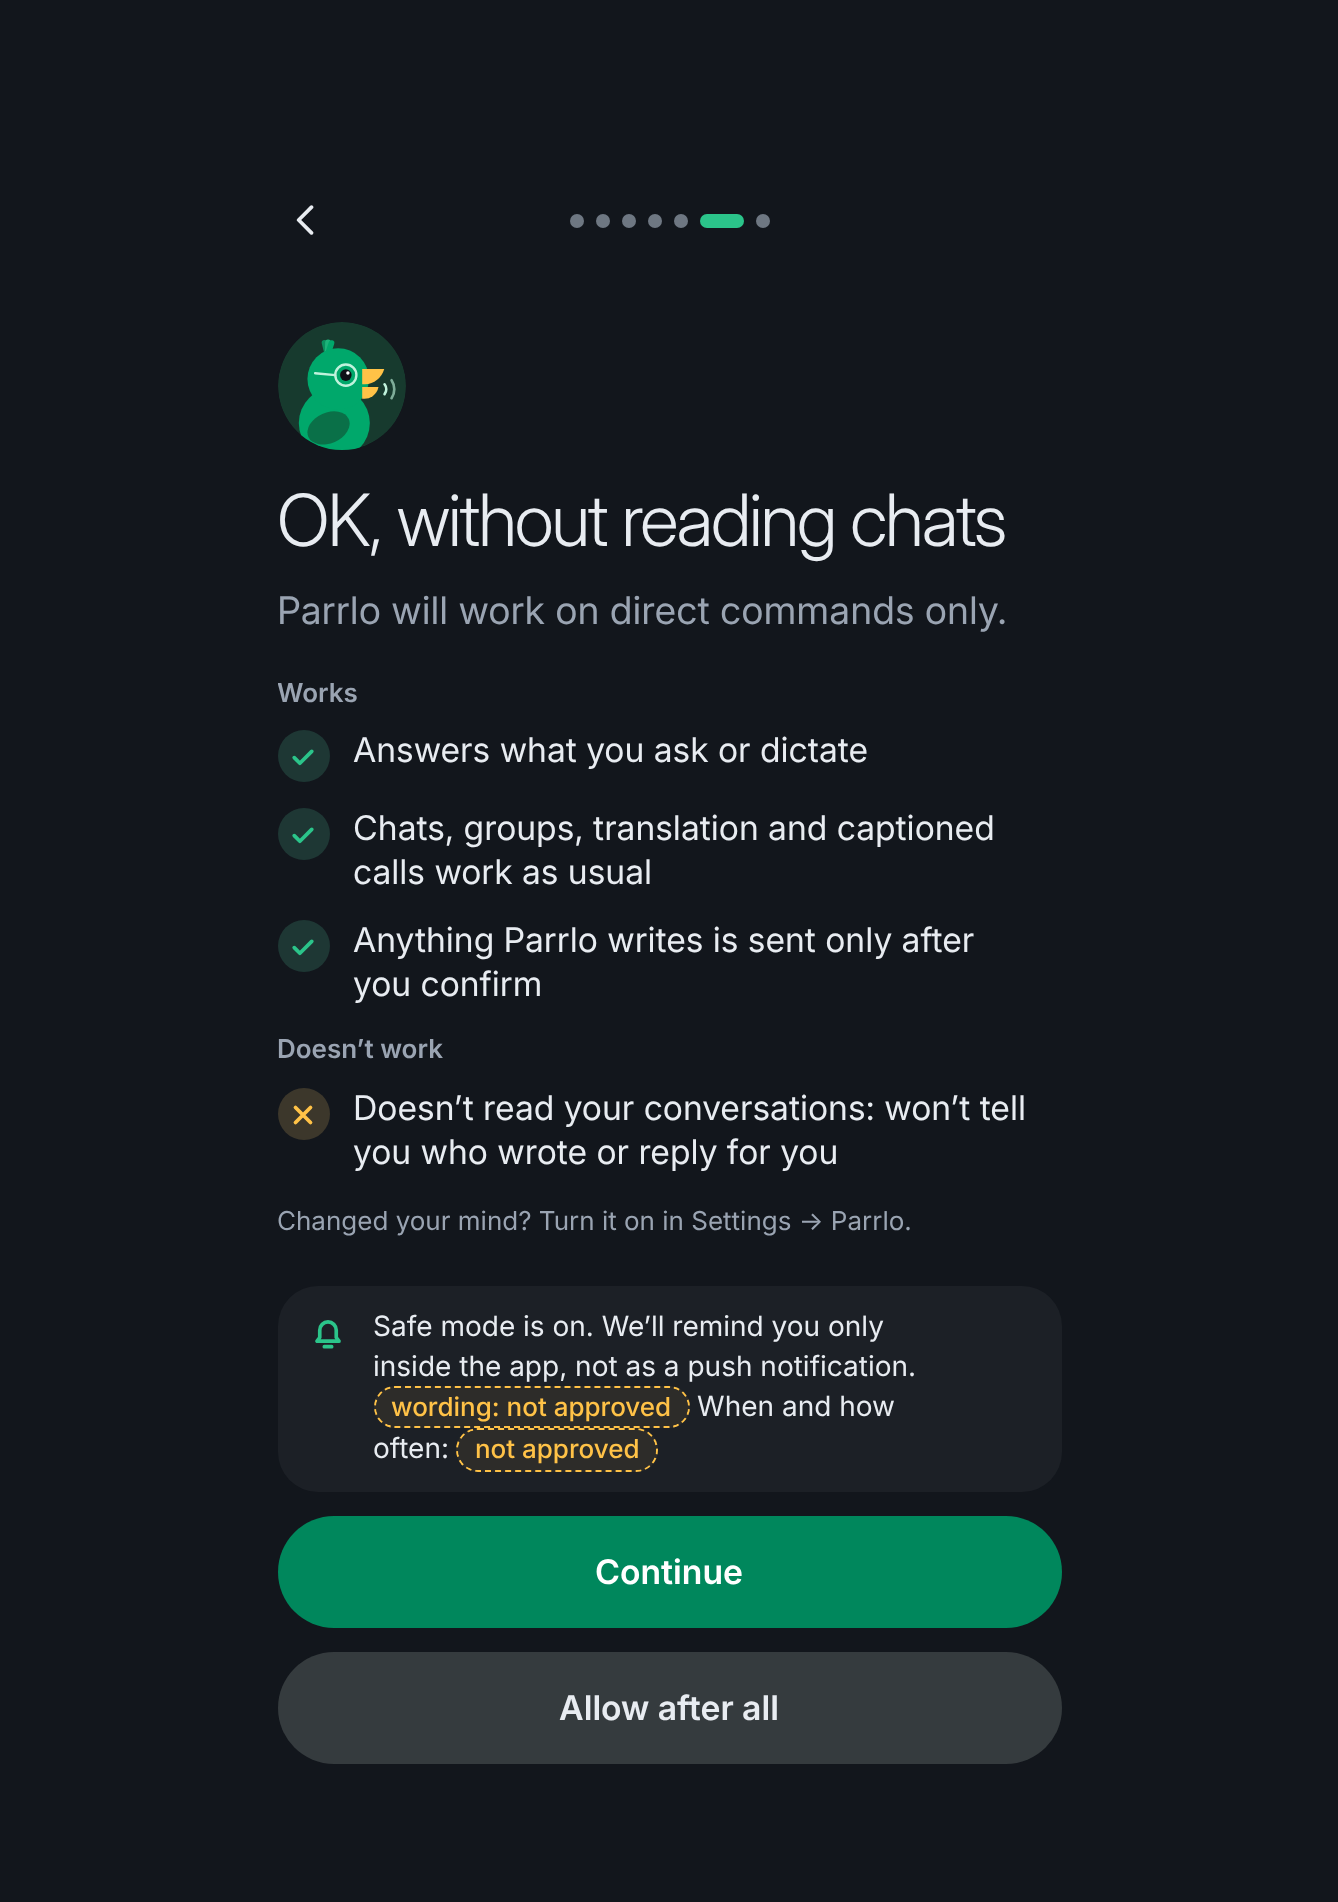 OK, without reading chats
Parrlo will work on direct commands only.
Works
Answers what you ask or dictate
Chats, groups, translation and captioned
calls work as usual
Anything Parrlo writes is sent only after
you confirm
Doesn’t work
Doesn’t read your conversations: won’t tell
you who wrote or reply for you
Changed your mind? Turn it on in Settings → Parrlo.
Safe mode is on. We’ll remind you only
inside the app, not as a push notification.
wording: not approved When and how
often: not approved
Continue
Allow after all